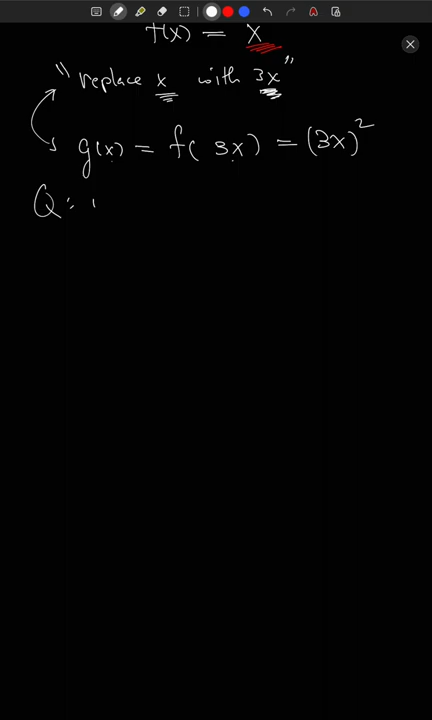 f(x) = x
"replace x with 3x"
g(x) = f( 3x) = (3x)²
Q: